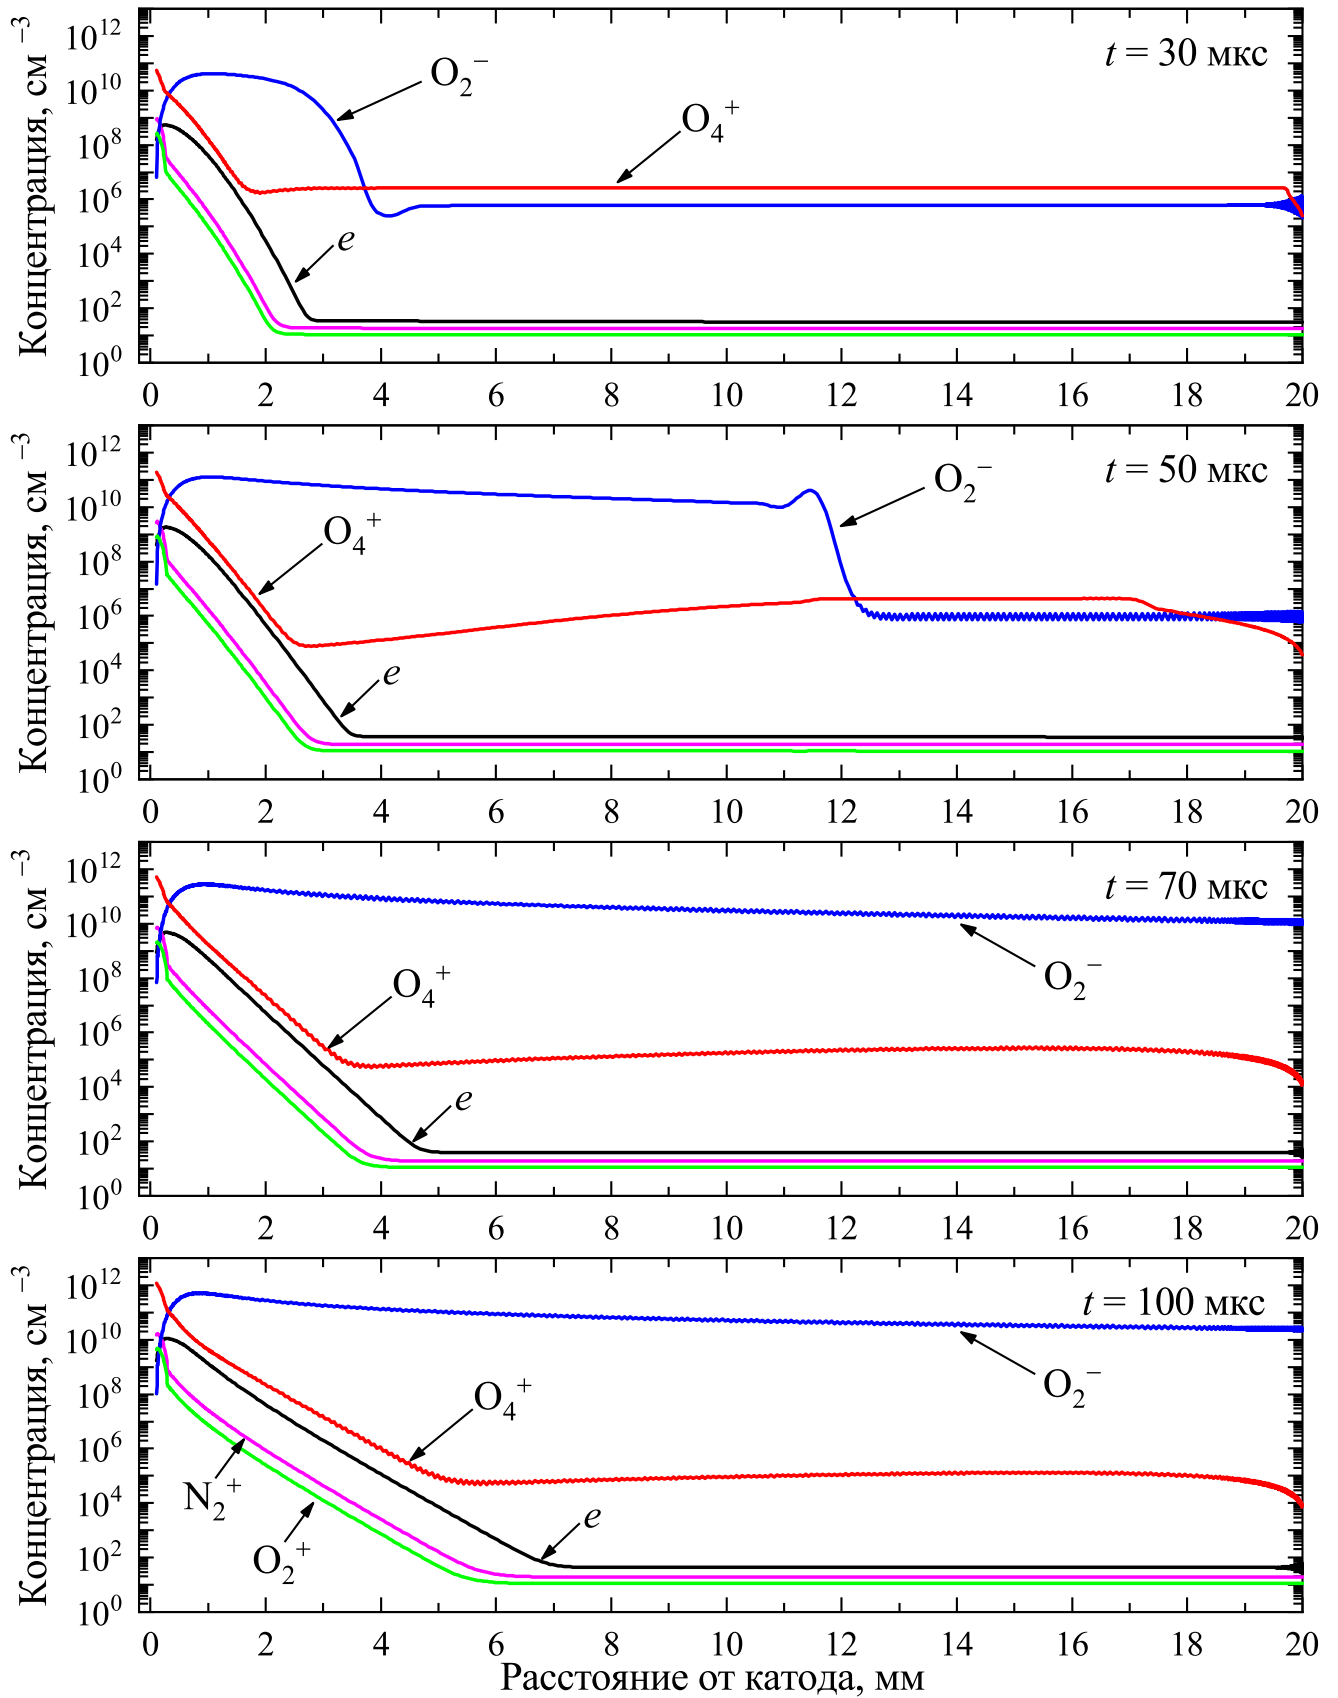 Концентрация, см⁻³
10¹²
10¹⁰
10⁸
10⁶
10⁴
10²
10⁰
t = 30 мкс
O₂⁻
O₄⁺
e
0 2 4 6 8 10 12 14 16 18 20
Концентрация, см⁻³
10¹²
10¹⁰
10⁸
10⁶
10⁴
10²
10⁰
t = 50 мкс
O₂⁻
O₄⁺
e
0 2 4 6 8 10 12 14 16 18 20
Концентрация, см⁻³
10¹²
10¹⁰
10⁸
10⁶
10⁴
10²
10⁰
t = 70 мкс
O₂⁻
O₄⁺
e
0 2 4 6 8 10 12 14 16 18 20
Концентрация, см⁻³
10¹²
10¹⁰
10⁸
10⁶
10⁴
10²
10⁰
t = 100 мкс
O₂⁻
O₄⁺
N₂⁺
e
O₂⁺
0 2 4 6 8 10 12 14 16 18 20
Расстояние от катода, мм